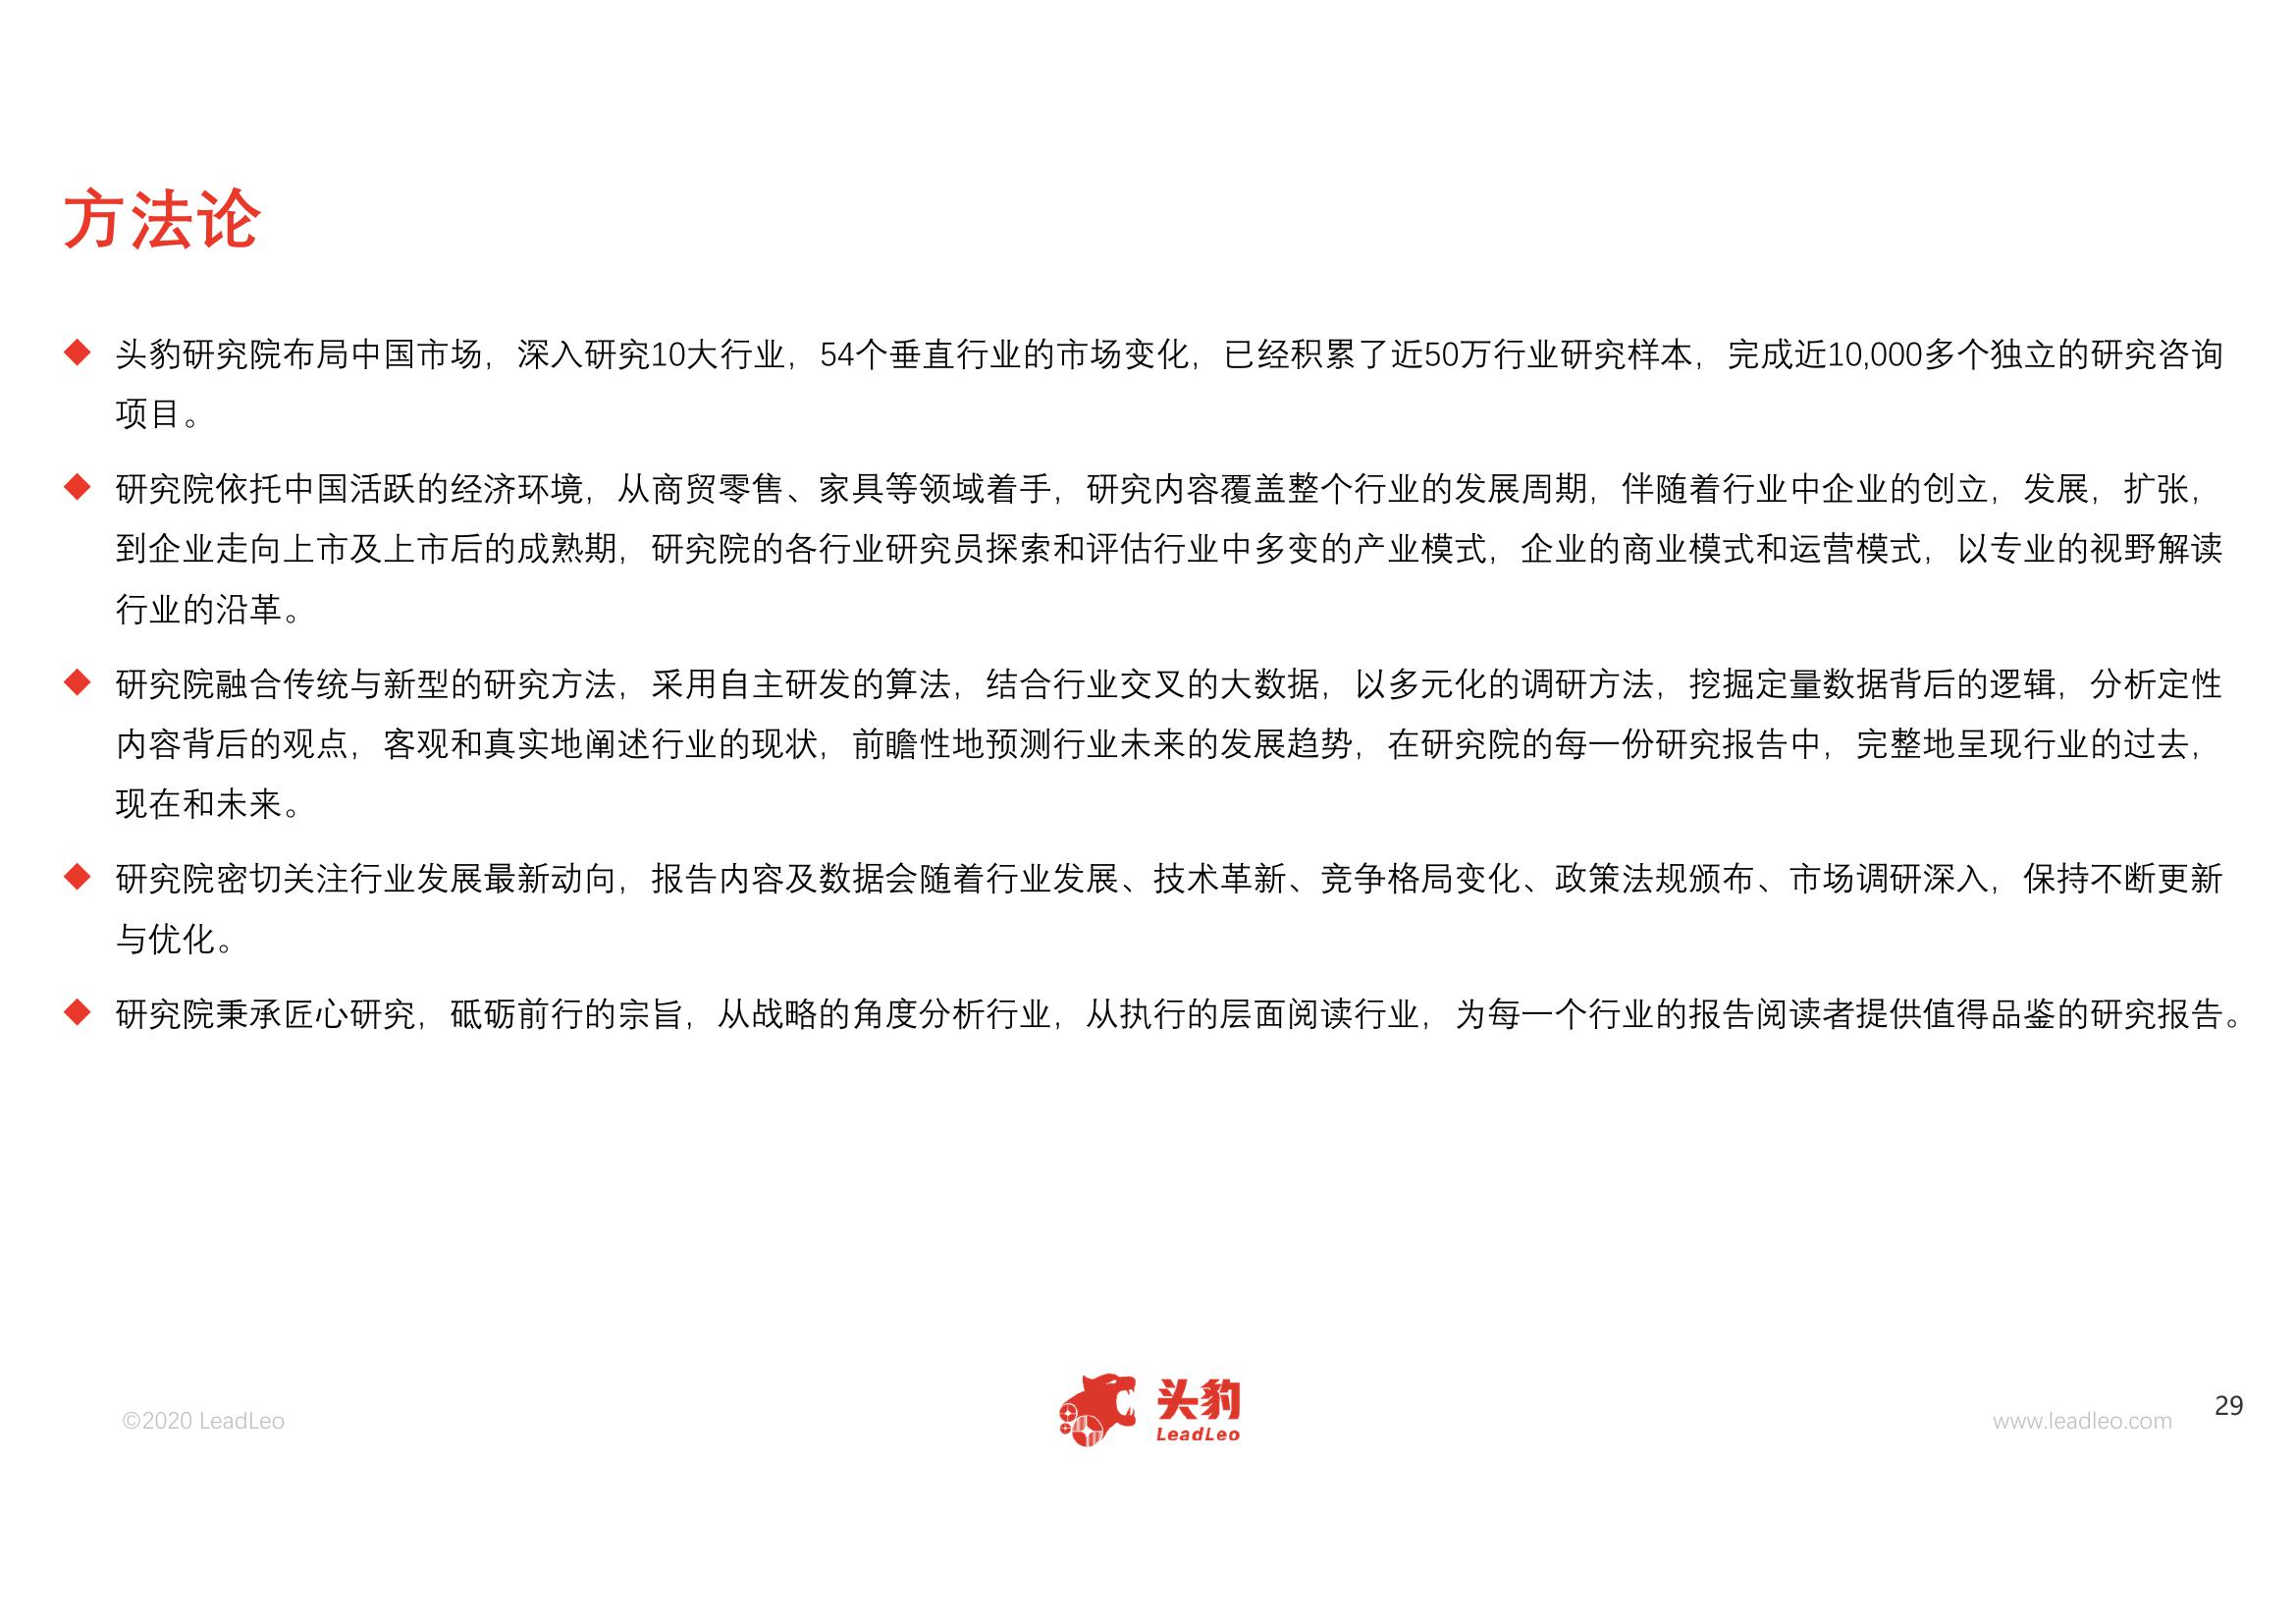 方法论
头豹研究院布局中国市场，深入研究10大行业，54个垂直行业的市场变化，已经积累了近50万行业研究样本，完成近10,000多个独立的研究咨询
项目。
研究院依托中国活跃的经济环境，从商贸零售、家具等领域着手，研究内容覆盖整个行业的发展周期，伴随着行业中企业的创立，发展，扩张，
到企业走向上市及上市后的成熟期，研究院的各行业研究员探索和评估行业中多变的产业模式，企业的商业模式和运营模式，以专业的视野解读
行业的沿革。
研究院融合传统与新型的研究方法，采用自主研发的算法，结合行业交叉的大数据，以多元化的调研方法，挖掘定量数据背后的逻辑，分析定性
内容背后的观点，客观和真实地阐述行业的现状，前瞻性地预测行业未来的发展趋势，在研究院的每一份研究报告中，完整地呈现行业的过去，
现在和未来。
研究院密切关注行业发展最新动向，报告内容及数据会随着行业发展、技术革新、竞争格局变化、政策法规颁布、市场调研深入，保持不断更新
与优化。
研究院秉承匠心研究，砥砺前行的宗旨，从战略的角度分析行业，从执行的层面阅读行业，为每一个行业的报告阅读者提供值得品鉴的研究报告。
©2020 LeadLeo
头豹
LeadLeo
www.leadleo.com
29